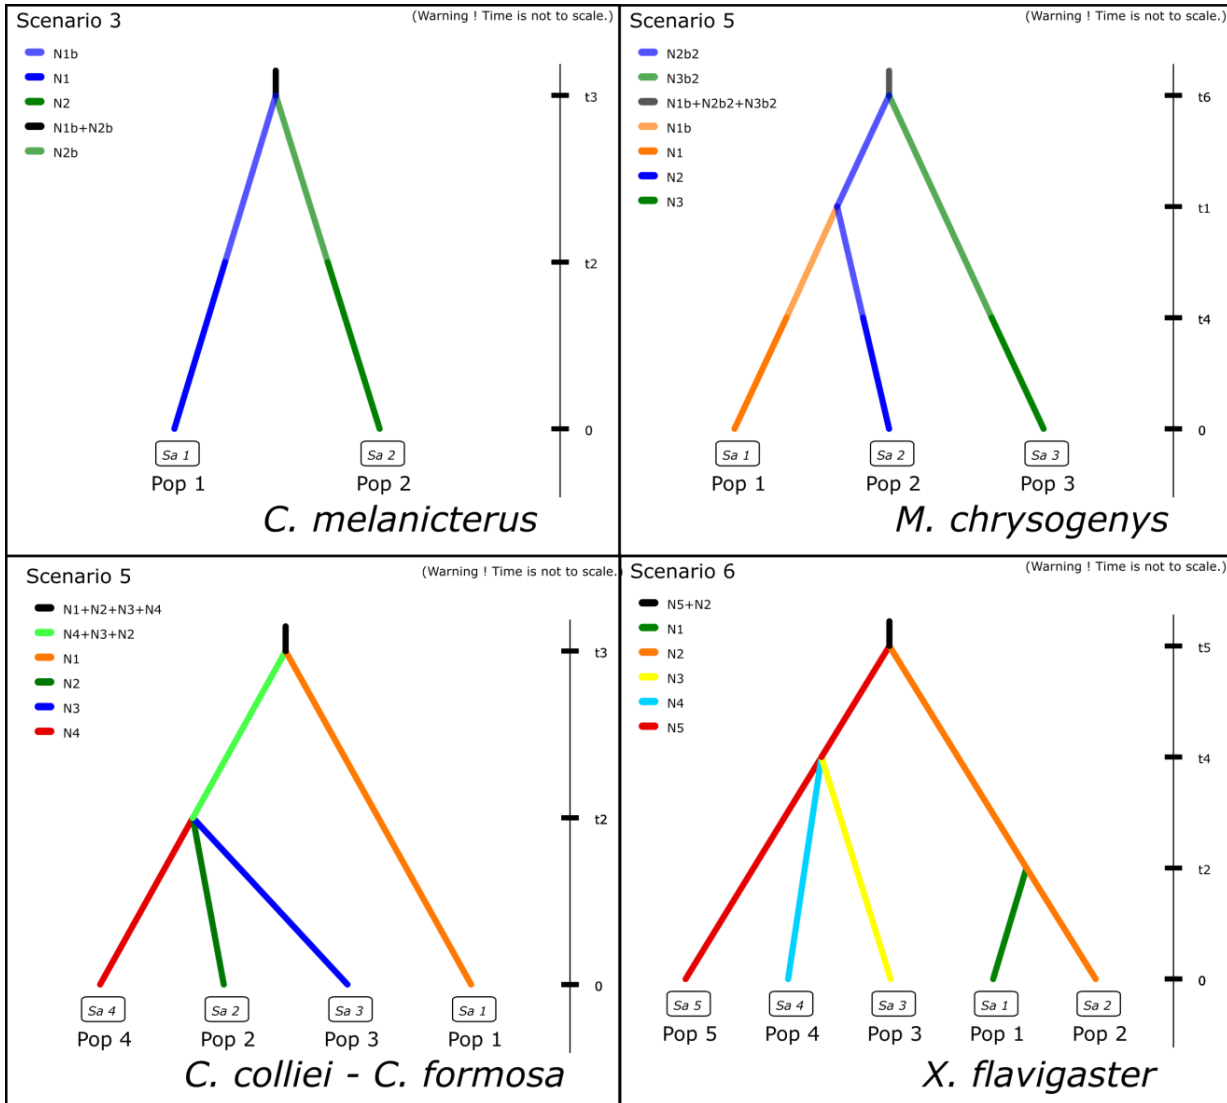 Scenario 3
(Warning ! Time is not to scale.)
N1b
N1
N2
N1b+N2b
N2b
t3
t2
0
Sa 1
Sa 2
Pop 1
Pop 2
C. melanicterus
Scenario 5
(Warning ! Time is not to scale.)
N2b2
N3b2
N1b+N2b2+N3b2
N1b
N1
N2
N3
t6
t1
t4
0
Sa 1
Sa 2
Sa 3
Pop 1
Pop 2
Pop 3
M. chrysogenys
Scenario 5
(Warning ! Time is not to scale.)
N1+N2+N3+N4
N4+N3+N2
N1
N2
N3
N4
t3
t2
0
Sa 4
Sa 2
Sa 3
Sa 1
Pop 4
Pop 2
Pop 3
Pop 1
C. colliei - C. formosa
Scenario 6
(Warning ! Time is not to scale.)
N5+N2
N1
N2
N3
N4
N5
t5
t4
t2
0
Sa 5
Sa 4
Sa 3
Sa 1
Sa 2
Pop 5
Pop 4
Pop 3
Pop 1
Pop 2
X. flavigaster